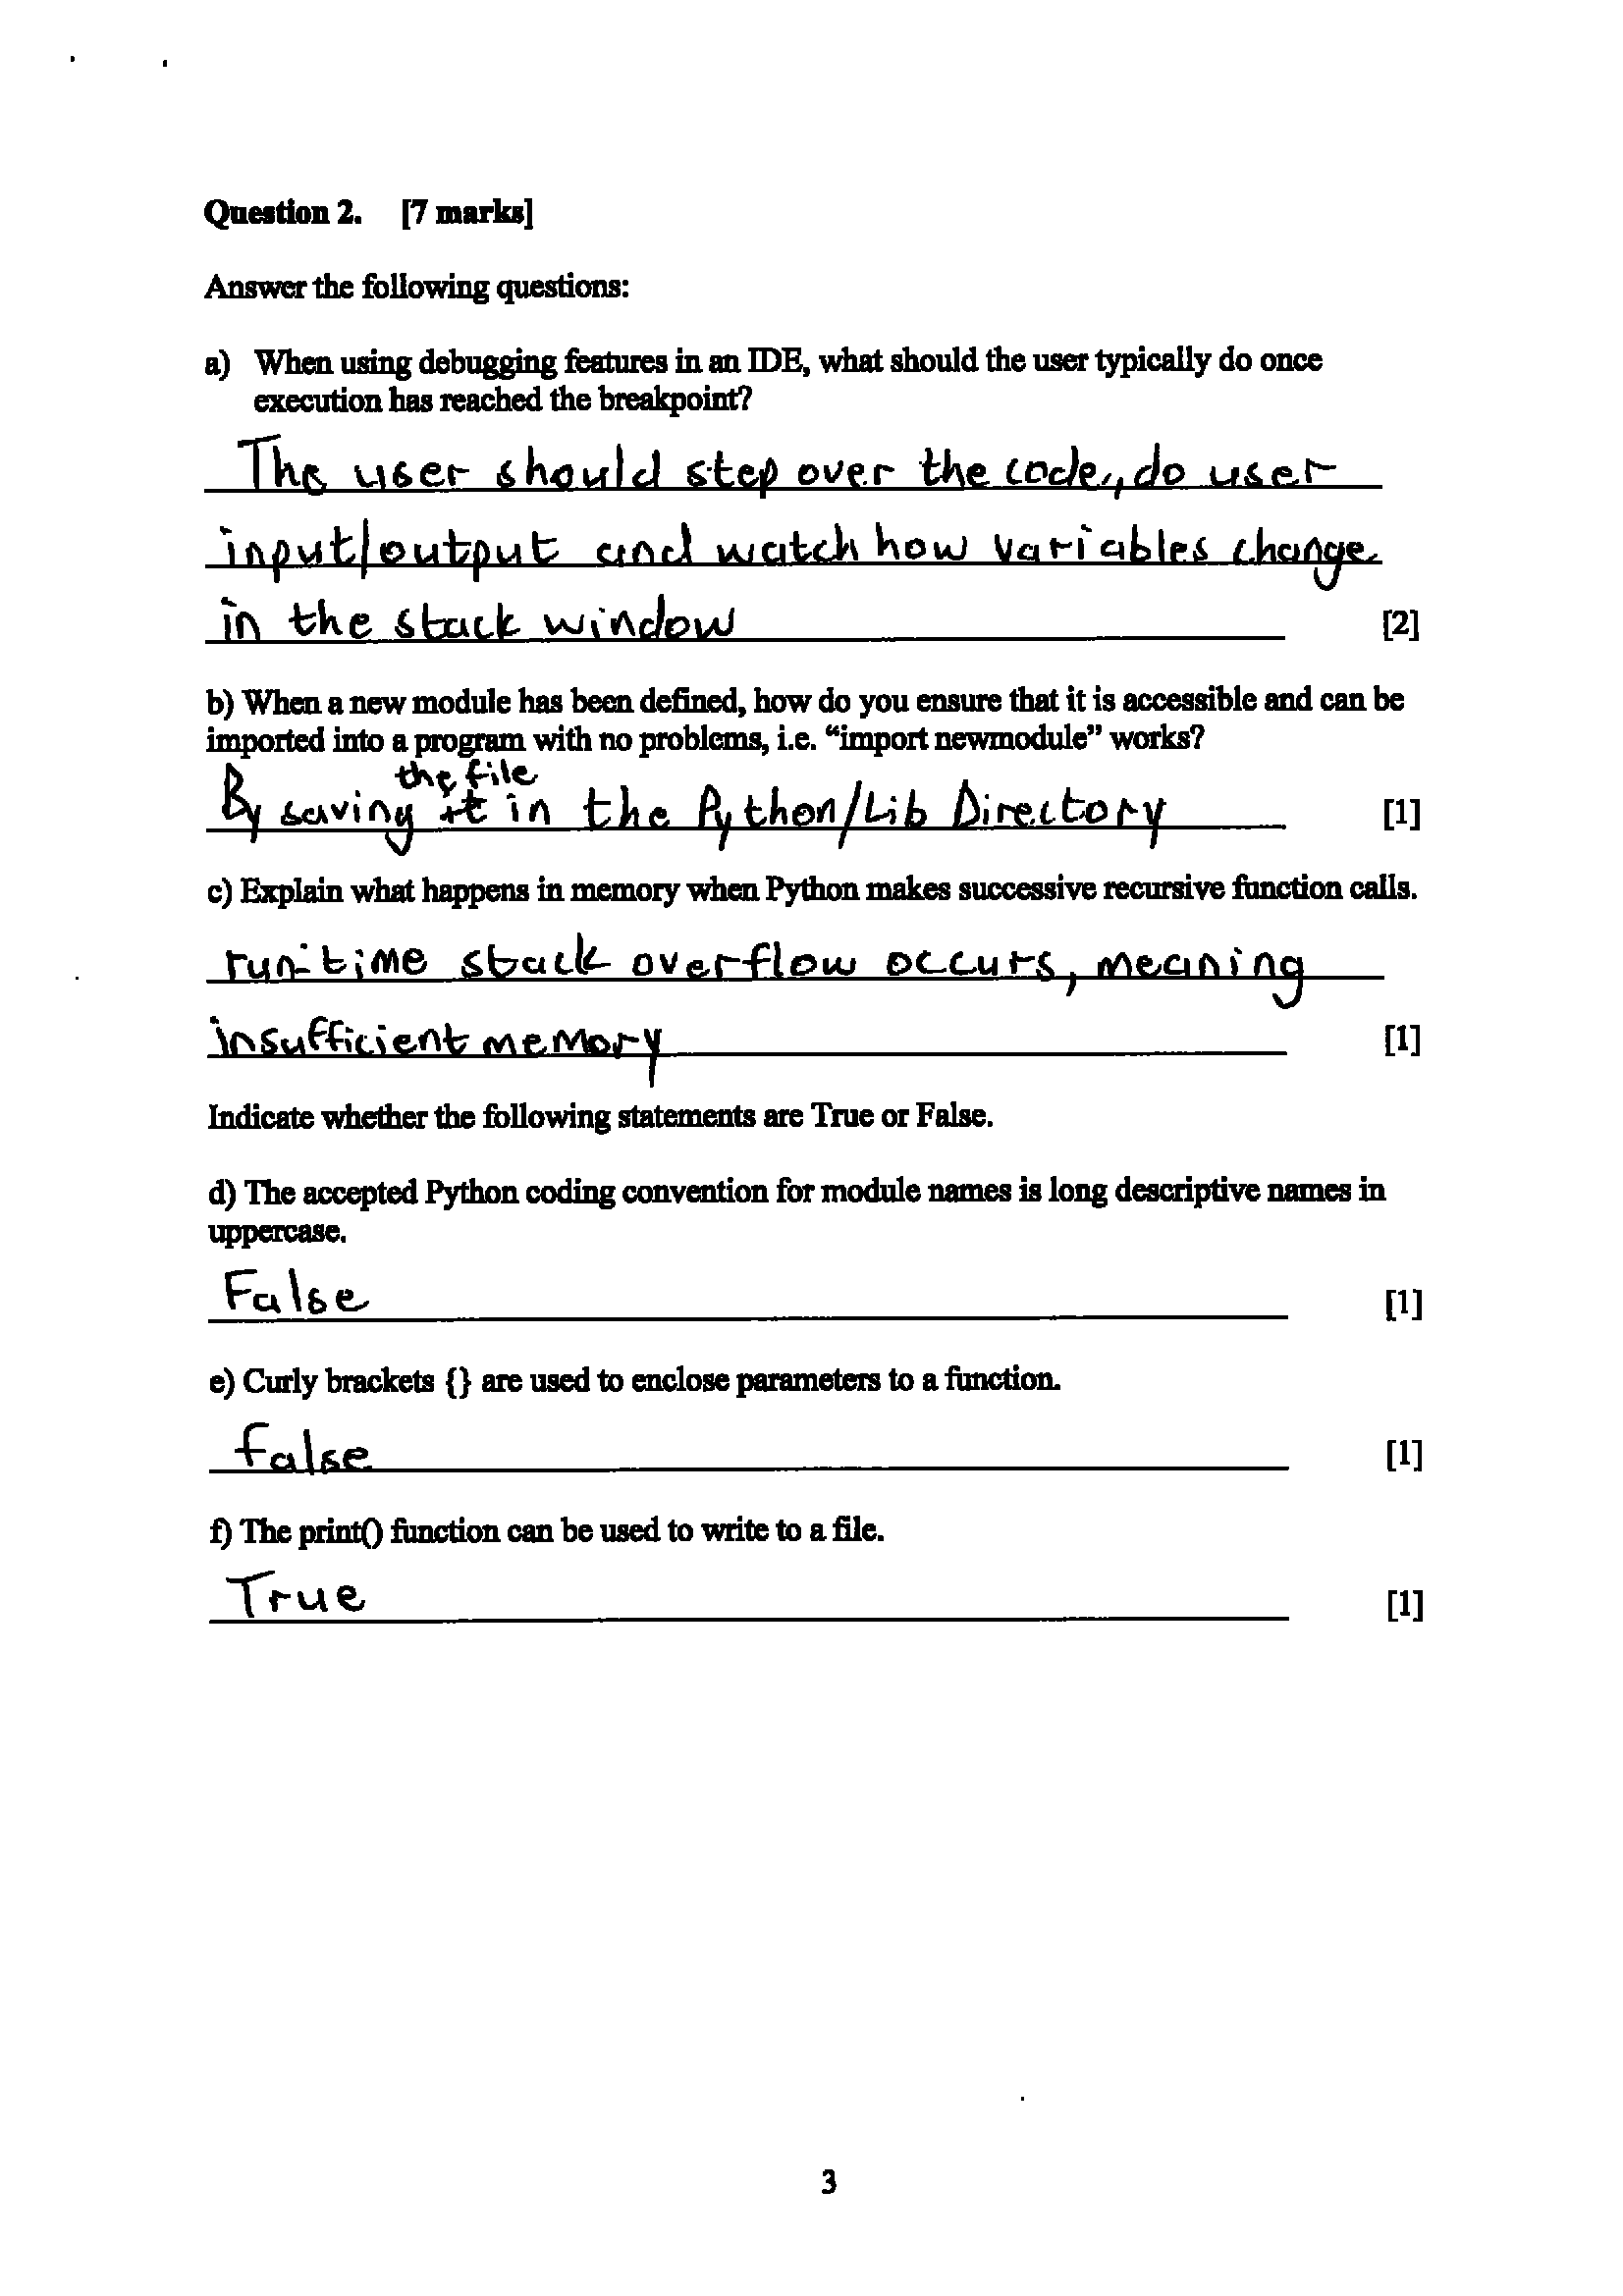 Question 2. [7 marks]
Answer the following questions:
a) When using debugging features in an IDE, what should the user typically do once
execution has reached the breakpoint?
The user should step over the code, do user
input/output and watch how variables change
in the stack window [2]
b) When a new module has been defined, how do you ensure that it is accessible and can be
imported into a program with no problems, i.e. “import newmodule” works?
the file
By saving it in the Python/Lib Directory [1]
c) Explain what happens in memory when Python makes successive recursive function calls.
run-time stack overflow occurs, meaning
insufficient memory [1]
Indicate whether the following statements are True or False.
d) The accepted Python coding convention for module names is long descriptive names in
uppercase.
False [1]
e) Curly brackets {} are used to enclose parameters to a function.
false [1]
f) The print() function can be used to write to a file.
True [1]
3